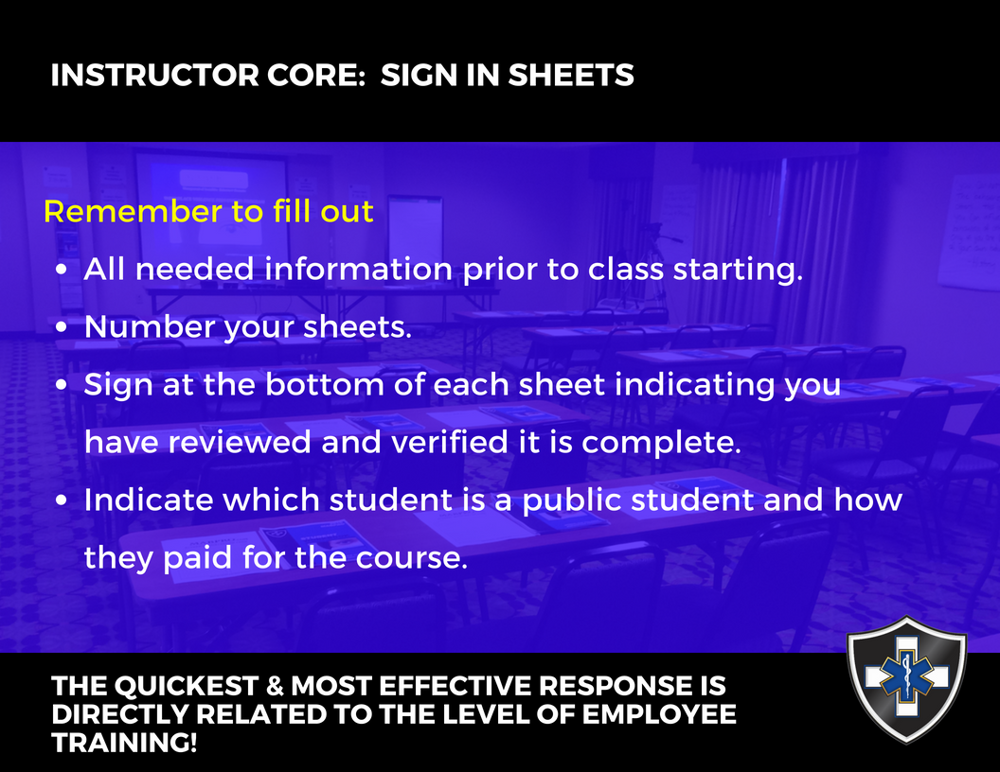 INSTRUCTOR CORE:  SIGN IN SHEETS
Remember to fill out
• All needed information prior to class starting.
• Number your sheets.
• Sign at the bottom of each sheet indicating you
have reviewed and verified it is complete.
• Indicate which student is a public student and how
they paid for the course.
THE QUICKEST & MOST EFFECTIVE RESPONSE IS
DIRECTLY RELATED TO THE LEVEL OF EMPLOYEE
TRAINING!